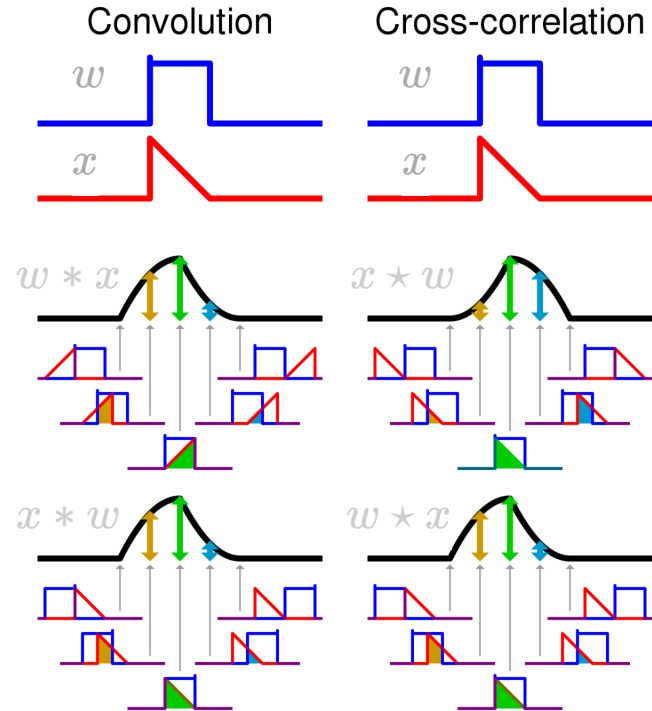 Convolution Cross-correlation
w w
x x
w ∗ x x ⋆ w
x ∗ w w ⋆ x